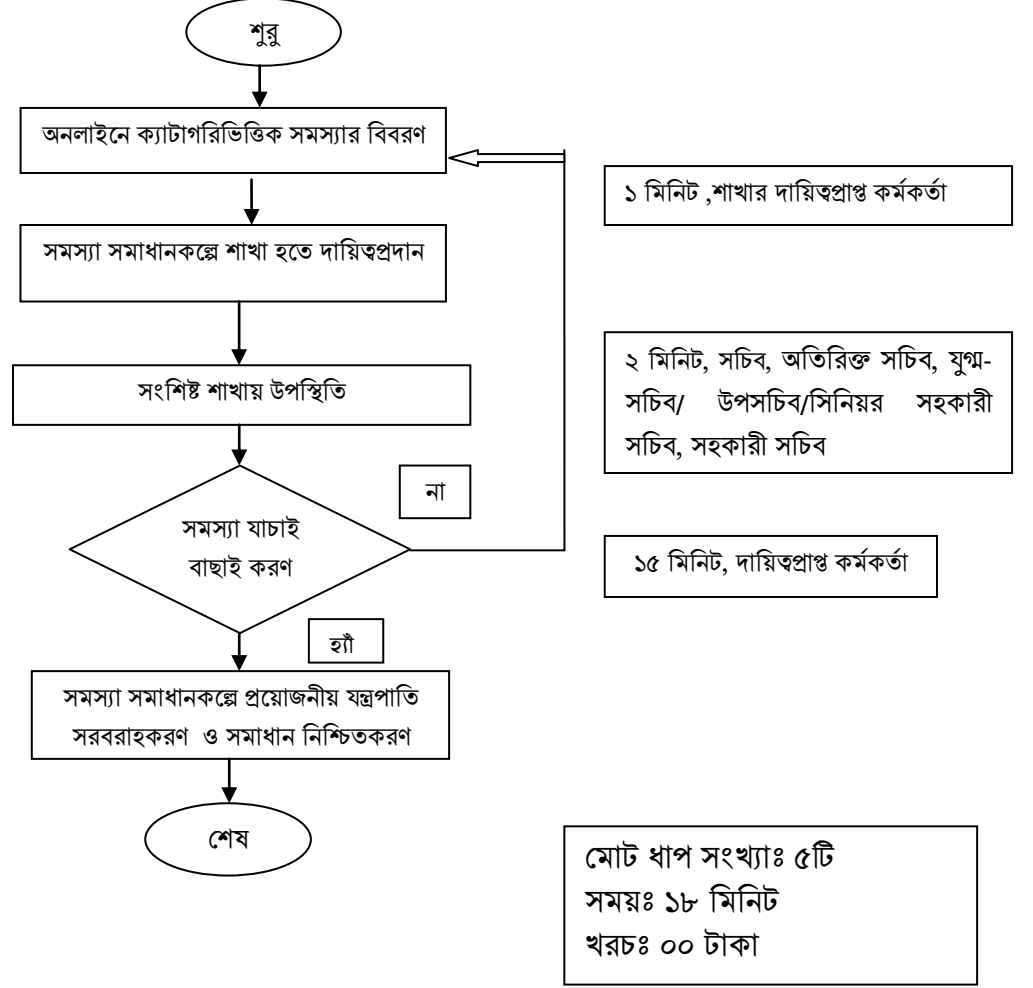 শুরু
অনলাইনে ক্যাটাগরিভিত্তিক সমস্যার বিবরণ
১ মিনিট ,শাখার দায়িত্বপ্রাপ্ত কর্মকর্তা
সমস্যা সমাধানকল্পে শাখা হতে দায়িত্বপ্রদান
২ মিনিট, সচিব, অতিরিক্ত সচিব, যুগ্ম-
সচিব/ উপসচিব/সিনিয়র সহকারী
সচিব, সহকারী সচিব
সংশিষ্ট শাখায় উপস্থিতি
না
সমস্যা যাচাই
বাছাই করণ
১৫ মিনিট, দায়িত্বপ্রাপ্ত কর্মকর্তা
হ্যাঁ
সমস্যা সমাধানকল্পে প্রয়োজনীয় যন্ত্রপাতি
সরবরাহকরণ ও সমাধান নিশ্চিতকরণ
শেষ
মোট ধাপ সংখ্যাঃ ৫টি
সময়ঃ ১৮ মিনিট
খরচঃ ০০ টাকা